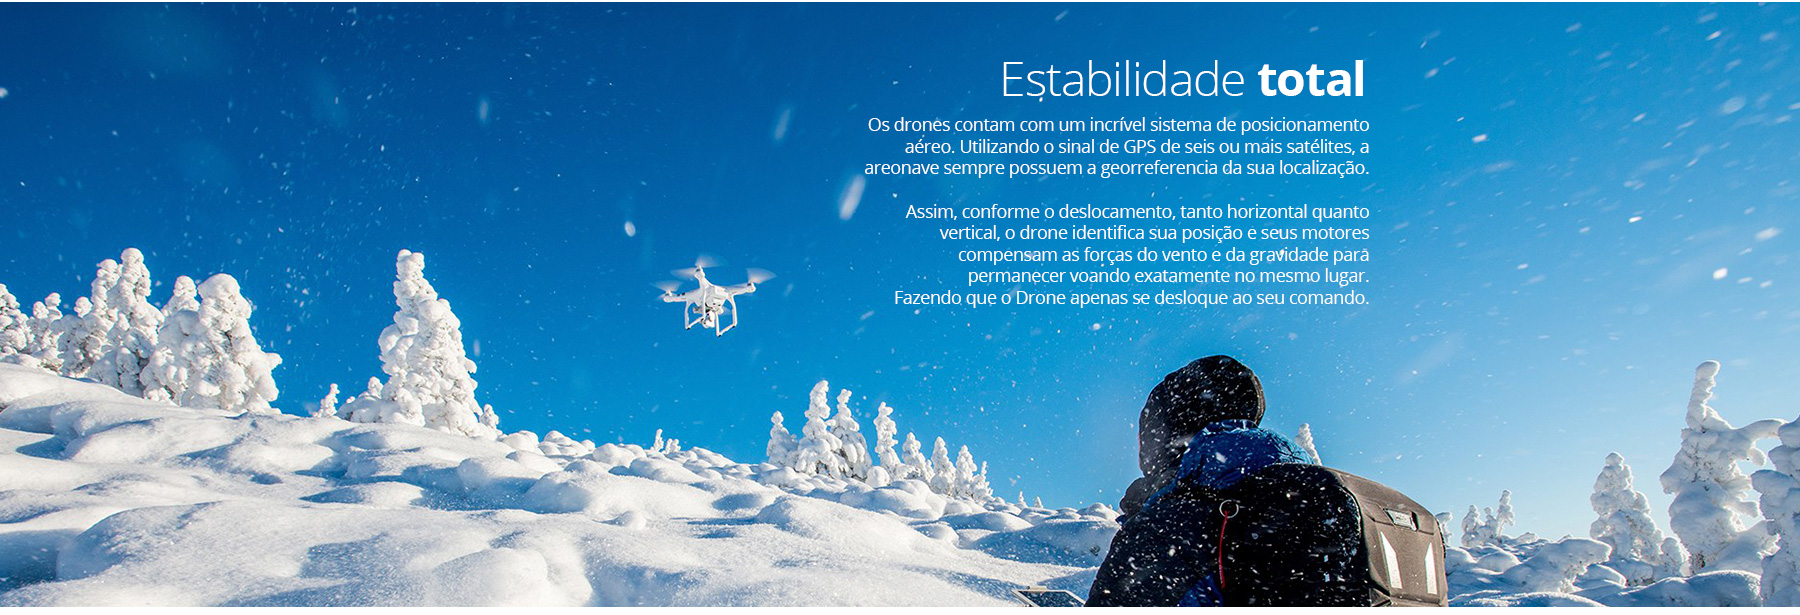 Estabilidade total
Os drones contam com um incrível sistema de posicionamento
aéreo. Utilizando o sinal de GPS de seis ou mais satélites, a
areonave sempre possuem a georreferencia da sua localização.
Assim, conforme o deslocamento, tanto horizontal quanto
vertical, o drone identifica sua posição e seus motores
compensam as forças do vento e da gravidade para
permanecer voando exatamente no mesmo lugar.
Fazendo que o Drone apenas se desloque ao seu comando.